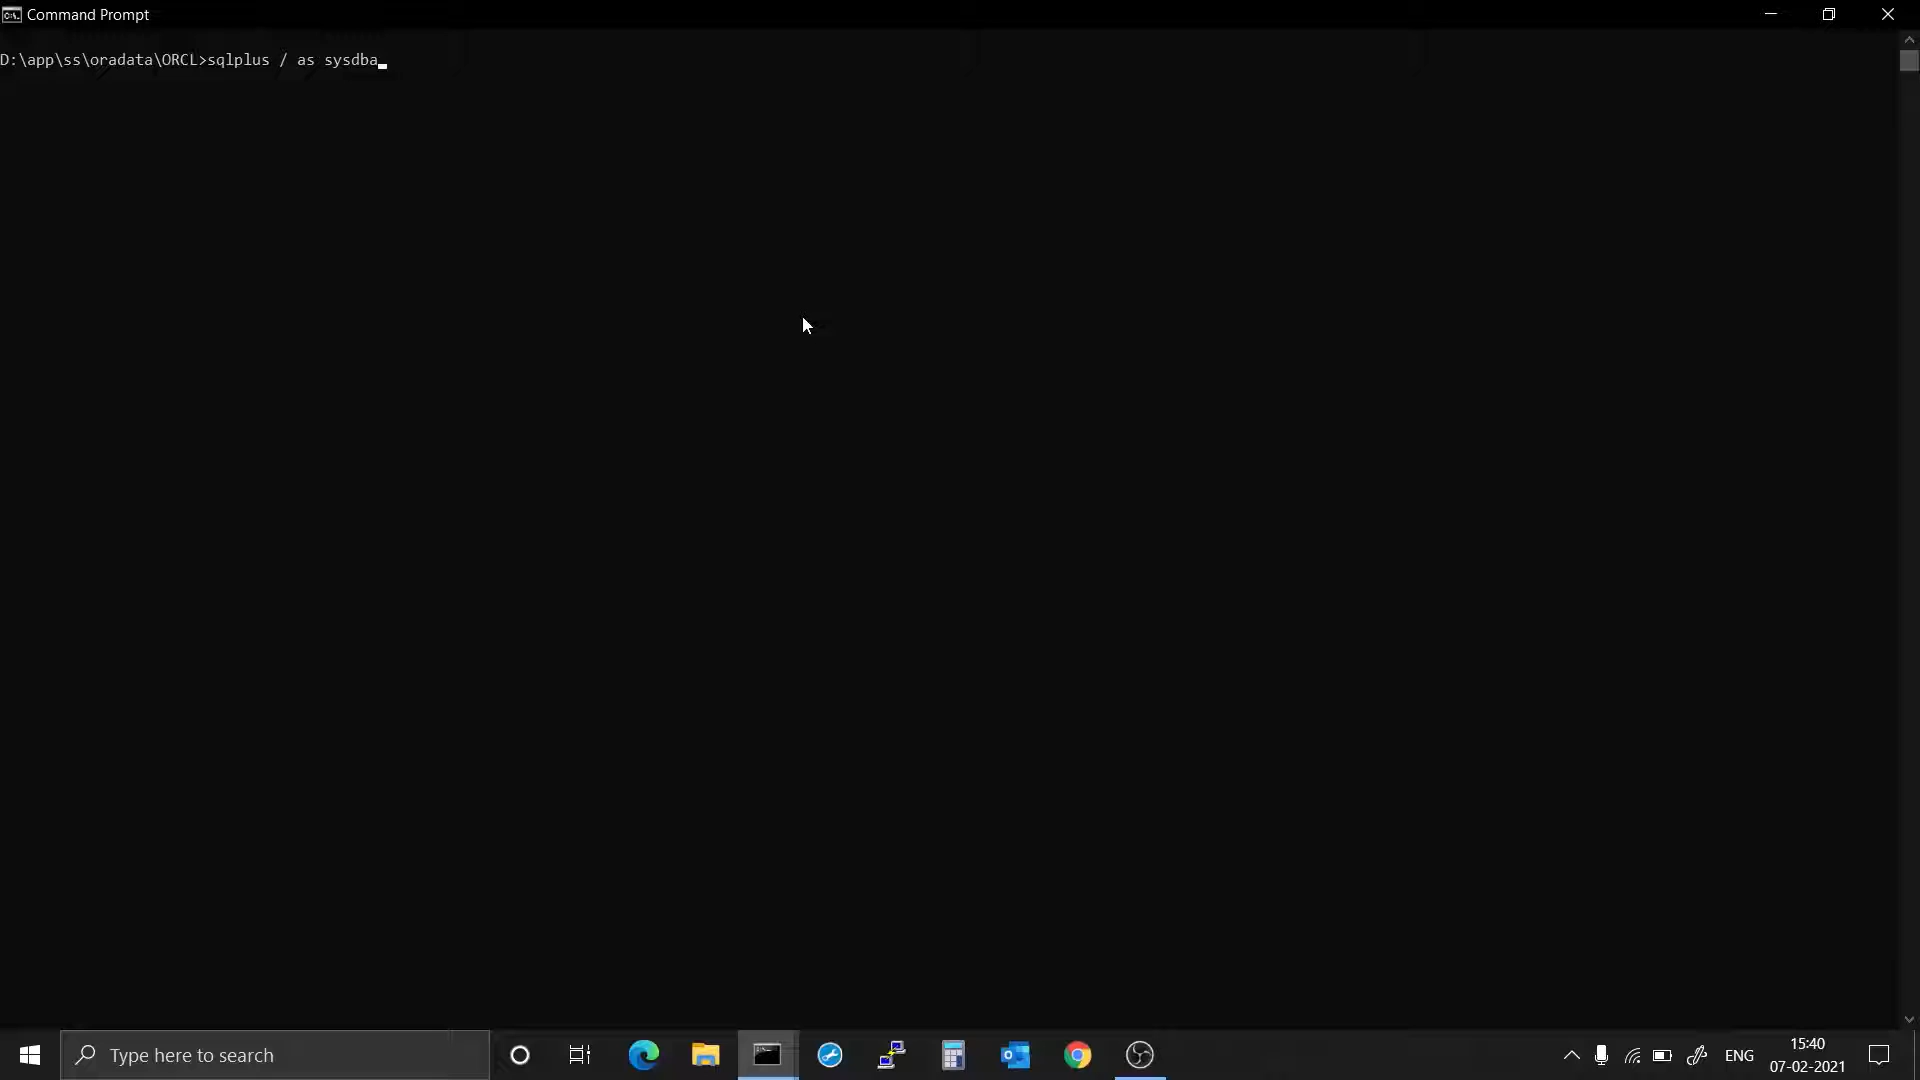 Command Prompt
D:\app\ss\oradata\ORCL>sqlplus / as sysdba
Type here to search
ENG
15:40
07-02-2021